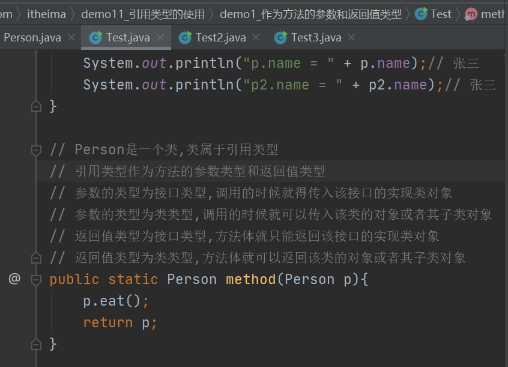 om 〉 itheima 〉 demo11_引用类型的使用 〉 demo1_作为方法的参数和返回值类型 〉 Test 〉 m
Person.java × Test.java × Test2.java × Test3.java ×
System.out.println("p.name = " + p.name);// 张三
System.out.println("p2.name = " + p2.name);// 张三
}
// Person是一个类,类属于引用类型
// 引用类型作为方法的参数类型和返回值类型
// 参数的类型为接口类型,调用的时候就得传入该接口的实现类对象
// 参数的类型为类类型,调用的时候就可以传入该类的对象或者其子类对象
// 返回值类型为接口类型,方法体就只能返回该接口的实现类对象
// 返回值类型为类类型,方法体就可以返回该类的对象或者其子类对象
@ public static Person method(Person p){
p.eat();
return p;
}